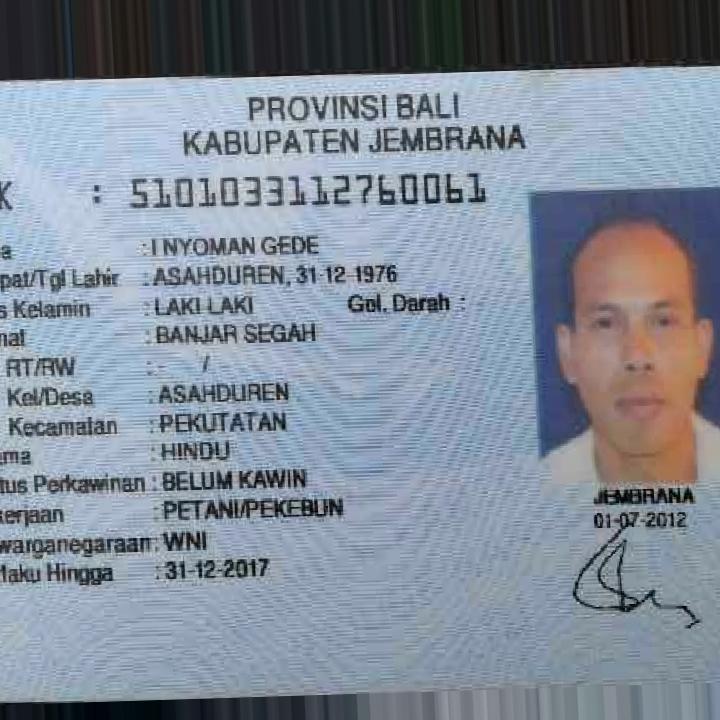 PROVINSI BALI
KABUPATEN JEMBRANA
K : 5101033112760061
a : I NYOMAN GEDE
pat/Tgl Lahir : ASAHDUREN, 31-12-1976
s Kelamin : LAKI LAKI Gol. Darah :
mat : BANJAR SEGAH
RT/RW : - /
Kel/Desa : ASAHDUREN
Kecamatan : PEKUTATAN
ama : HINDU
tus Perkawinan : BELUM KAWIN
kerjaan : PETANI/PEKEBUN
warganegaraan : WNI
laku Hingga : 31-12-2017
JEMBRANA
01-07-2012